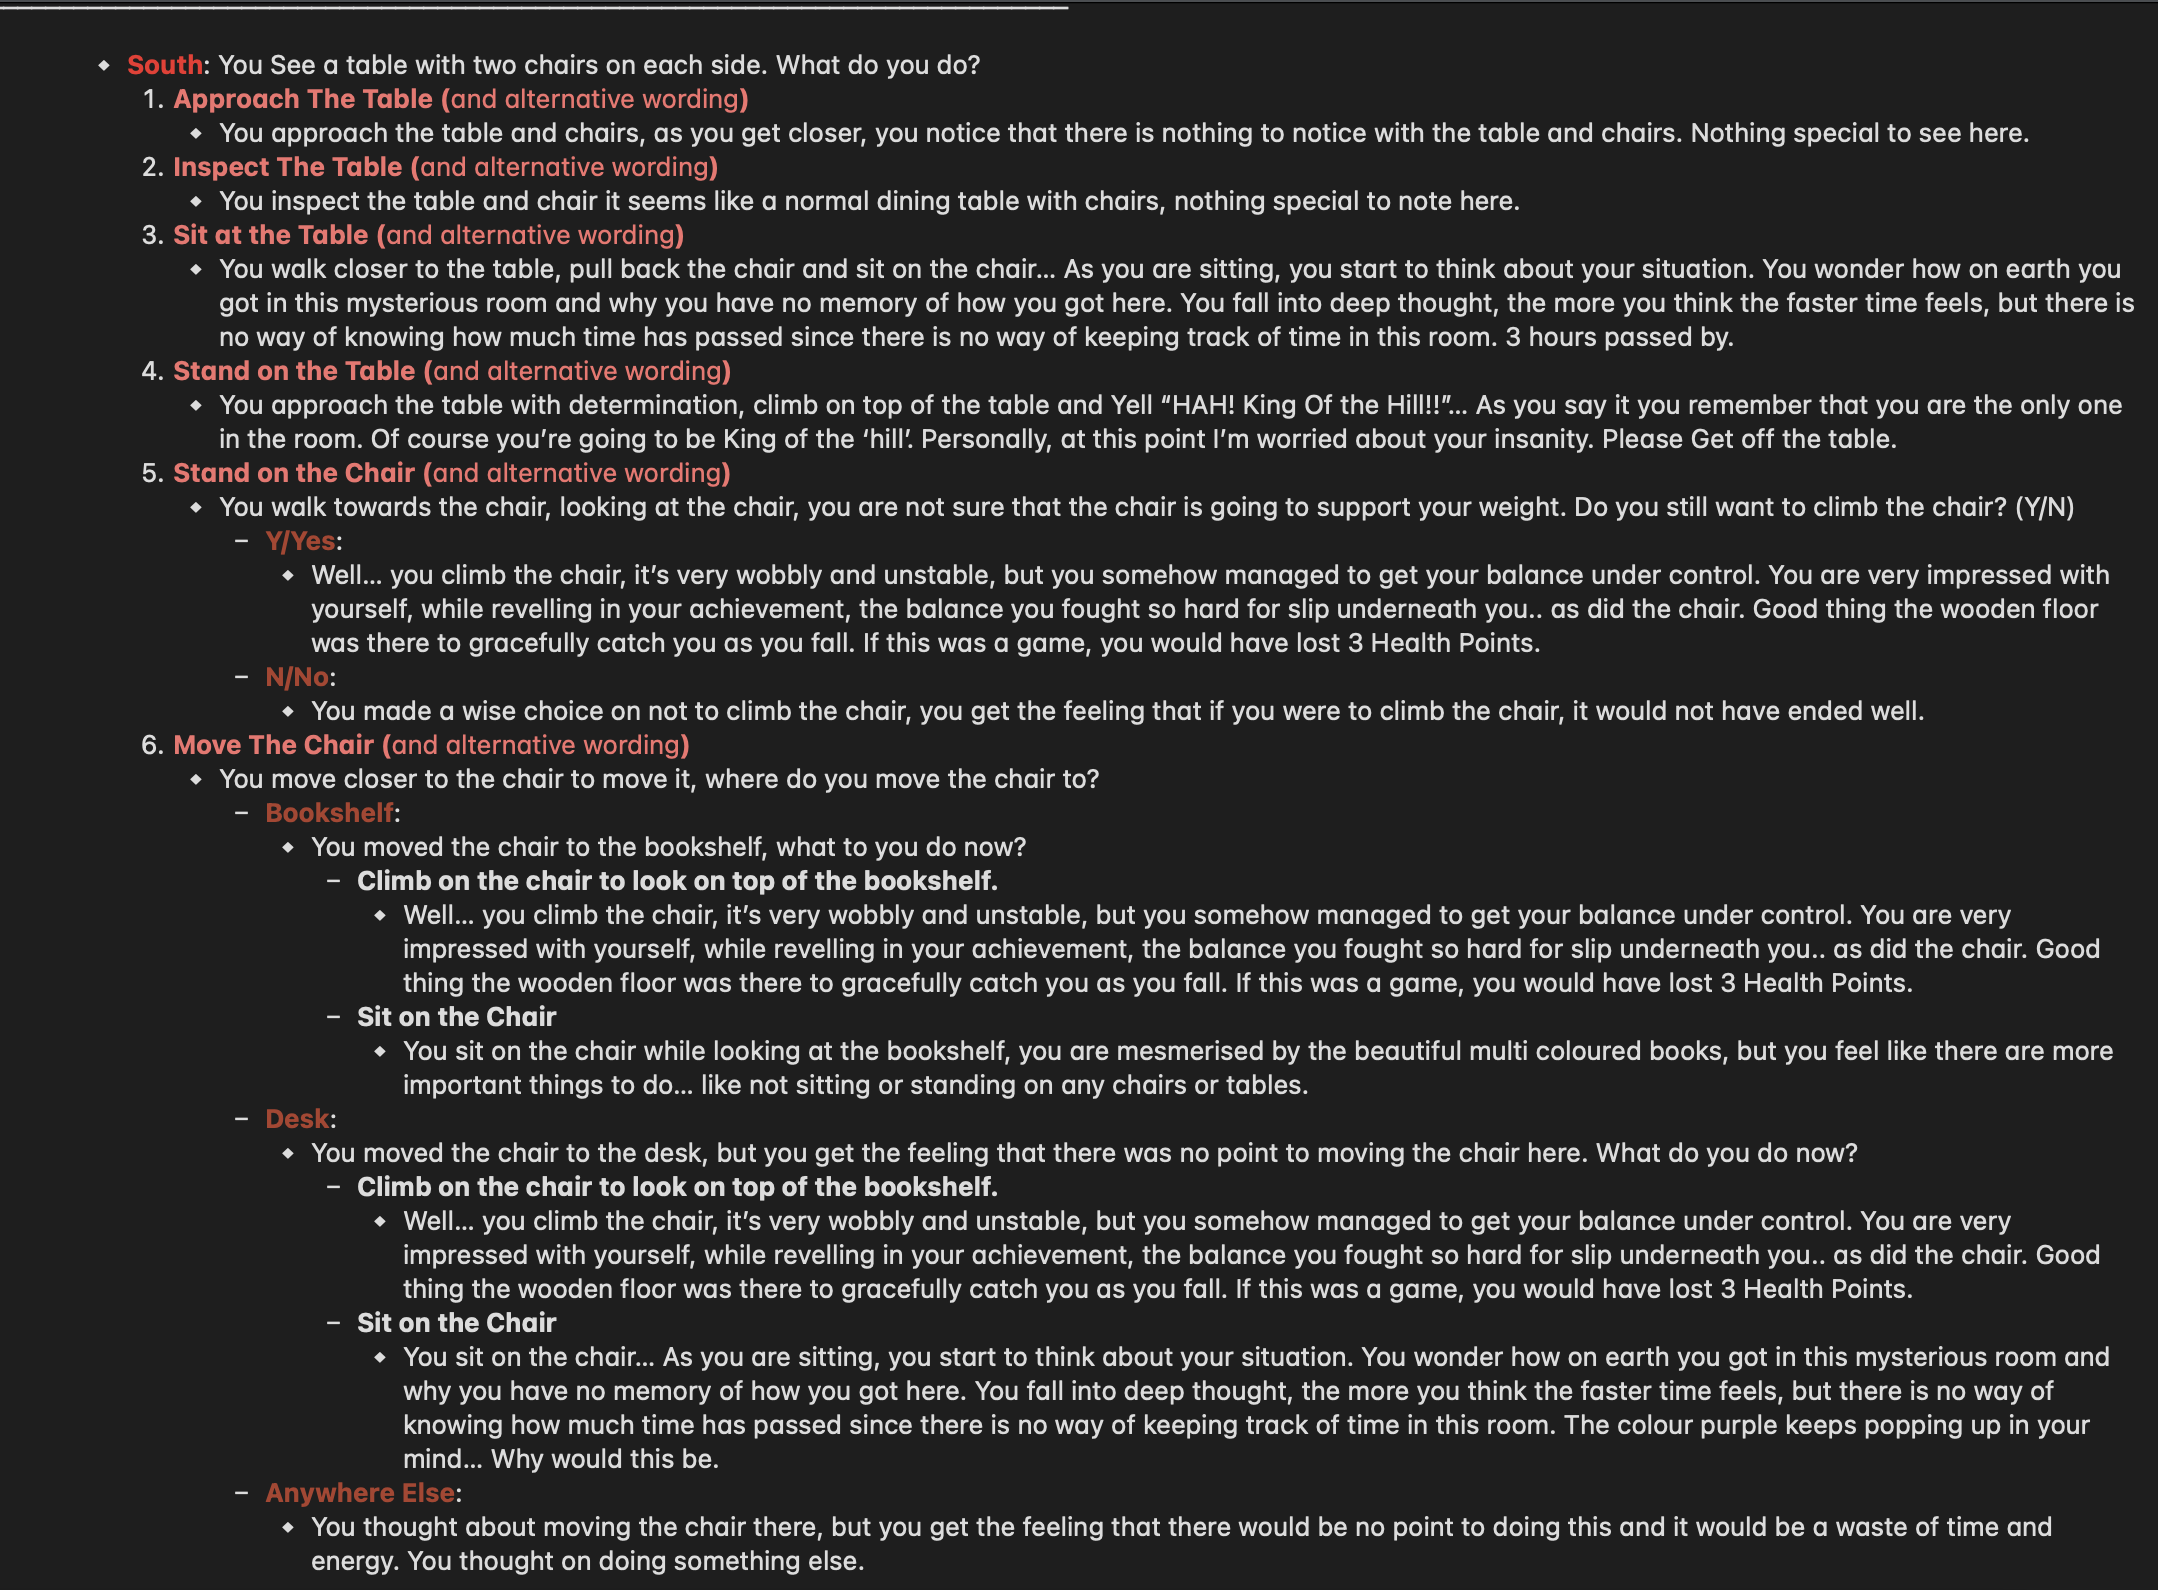 ◆ South: You See a table with two chairs on each side. What do you do?
1. Approach The Table (and alternative wording)
◆ You approach the table and chairs, as you get closer, you notice that there is nothing to notice with the table and chairs. Nothing special to see here.
2. Inspect The Table (and alternative wording)
◆ You inspect the table and chair it seems like a normal dining table with chairs, nothing special to note here.
3. Sit at the Table (and alternative wording)
◆ You walk closer to the table, pull back the chair and sit on the chair... As you are sitting, you start to think about your situation. You wonder how on earth you
got in this mysterious room and why you have no memory of how you got here. You fall into deep thought, the more you think the faster time feels, but there is
no way of knowing how much time has passed since there is no way of keeping track of time in this room. 3 hours passed by.
4. Stand on the Table (and alternative wording)
◆ You approach the table with determination, climb on top of the table and Yell “HAH! King Of the Hill!!”... As you say it you remember that you are the only one
in the room. Of course you’re going to be King of the ‘hill’. Personally, at this point I’m worried about your insanity. Please Get off the table.
5. Stand on the Chair (and alternative wording)
◆ You walk towards the chair, looking at the chair, you are not sure that the chair is going to support your weight. Do you still want to climb the chair? (Y/N)
– Y/Yes:
◆ Well... you climb the chair, it’s very wobbly and unstable, but you somehow managed to get your balance under control. You are very impressed with
yourself, while revelling in your achievement, the balance you fought so hard for slip underneath you.. as did the chair. Good thing the wooden floor
was there to gracefully catch you as you fall. If this was a game, you would have lost 3 Health Points.
– N/No:
◆ You made a wise choice on not to climb the chair, you get the feeling that if you were to climb the chair, it would not have ended well.
6. Move The Chair (and alternative wording)
◆ You move closer to the chair to move it, where do you move the chair to?
– Bookshelf:
◆ You moved the chair to the bookshelf, what to you do now?
– Climb on the chair to look on top of the bookshelf.
◆ Well... you climb the chair, it’s very wobbly and unstable, but you somehow managed to get your balance under control. You are very
impressed with yourself, while revelling in your achievement, the balance you fought so hard for slip underneath you.. as did the chair. Good
thing the wooden floor was there to gracefully catch you as you fall. If this was a game, you would have lost 3 Health Points.
– Sit on the Chair
◆ You sit on the chair while looking at the bookshelf, you are mesmerised by the beautiful multi coloured books, but you feel like there are more
important things to do... like not sitting or standing on any chairs or tables.
– Desk:
◆ You moved the chair to the desk, but you get the feeling that there was no point to moving the chair here. What do you do now?
– Climb on the chair to look on top of the bookshelf.
◆ Well... you climb the chair, it’s very wobbly and unstable, but you somehow managed to get your balance under control. You are very
impressed with yourself, while revelling in your achievement, the balance you fought so hard for slip underneath you.. as did the chair. Good
thing the wooden floor was there to gracefully catch you as you fall. If this was a game, you would have lost 3 Health Points.
– Sit on the Chair
◆ You sit on the chair... As you are sitting, you start to think about your situation. You wonder how on earth you got in this mysterious room and
why you have no memory of how you got here. You fall into deep thought, the more you think the faster time feels, but there is no way of
knowing how much time has passed since there is no way of keeping track of time in this room. The colour purple keeps popping up in your
mind... Why would this be.
– Anywhere Else:
◆ You thought about moving the chair there, but you get the feeling that there would be no point to doing this and it would be a waste of time and
energy. You thought on doing something else.